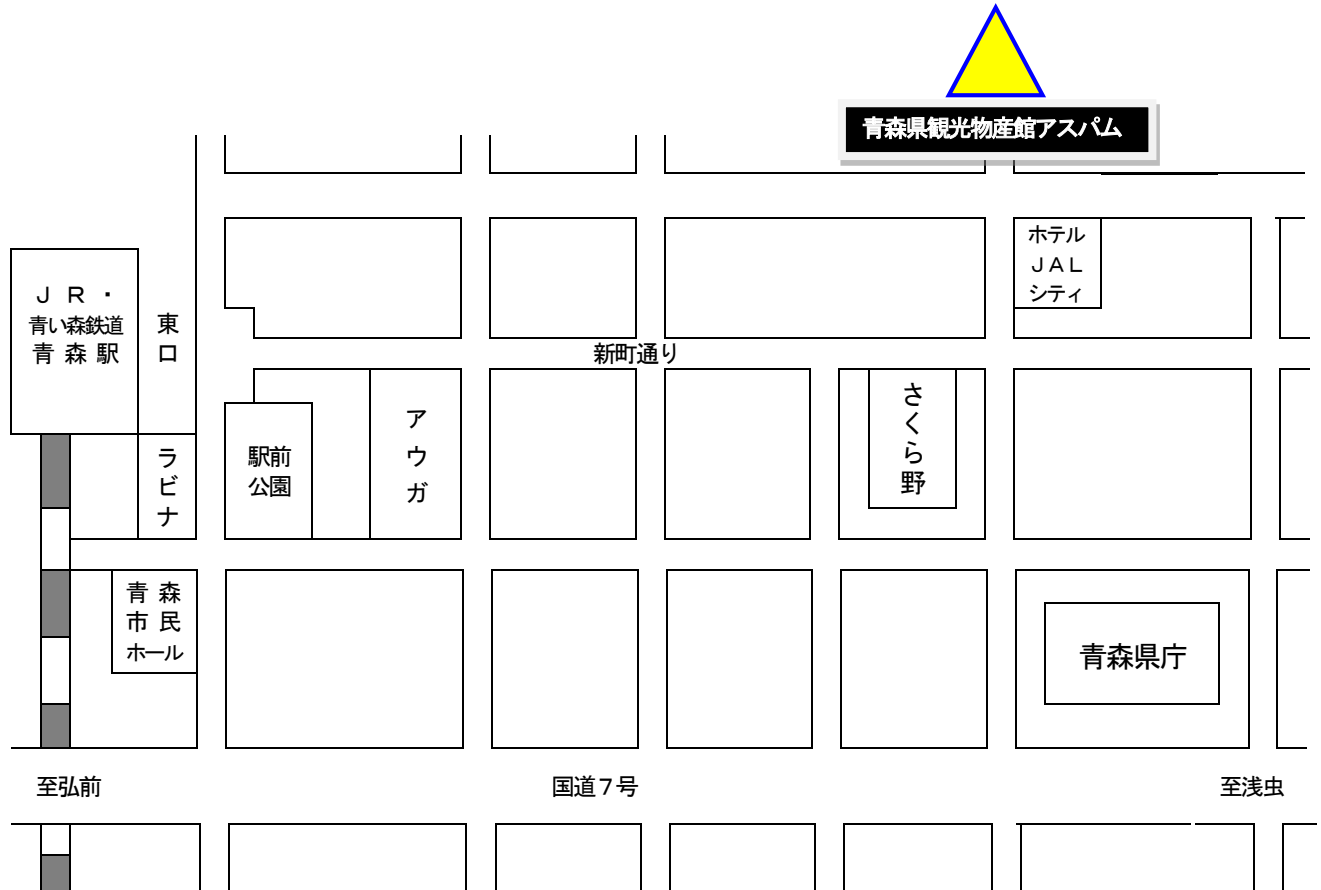 青森県観光物産館アスパム
ホテル
ＪＡＬ
シティ
ＪＲ・
青い森鉄道
青森駅
東口
新町通り
アウガ
さくら野
駅前
公園
ラビナ
青森
市民
ホール
青森県庁
至弘前
国道７号
至浅虫